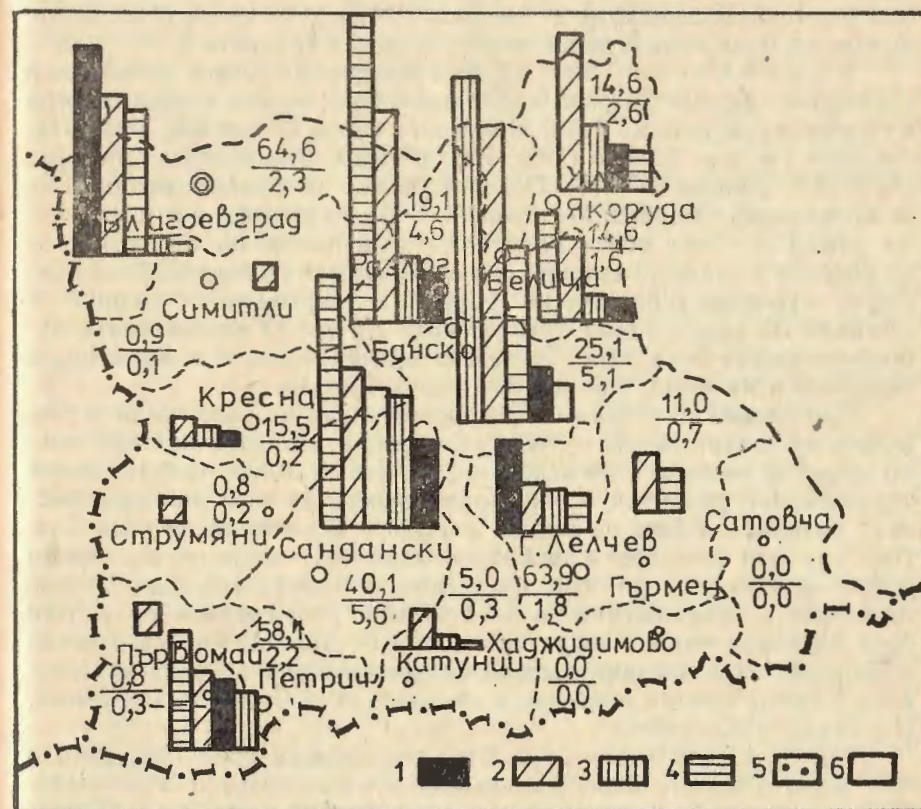 14,6
2,6
64,6
2,3
Благоевград
19,1
4,6
Якоруда
14,6
1,6
Разлог
Белица
Симитли
0,9
0,1
Банско
25,1
5,1
Кресна
15,5
0,2
11,0
0,7
0,8
0,2
Струмяни
Сандански
Г. Делчев
Сатовча
Гърмен
40,1
5,6
5,0
0,3
63,9
1,8
0,0
0,0
Първомай
58,1
2,2
Петрич
Катунци
Хаджидимово
0,8
0,3
0,0
0,0
1 2 3 4 5 6